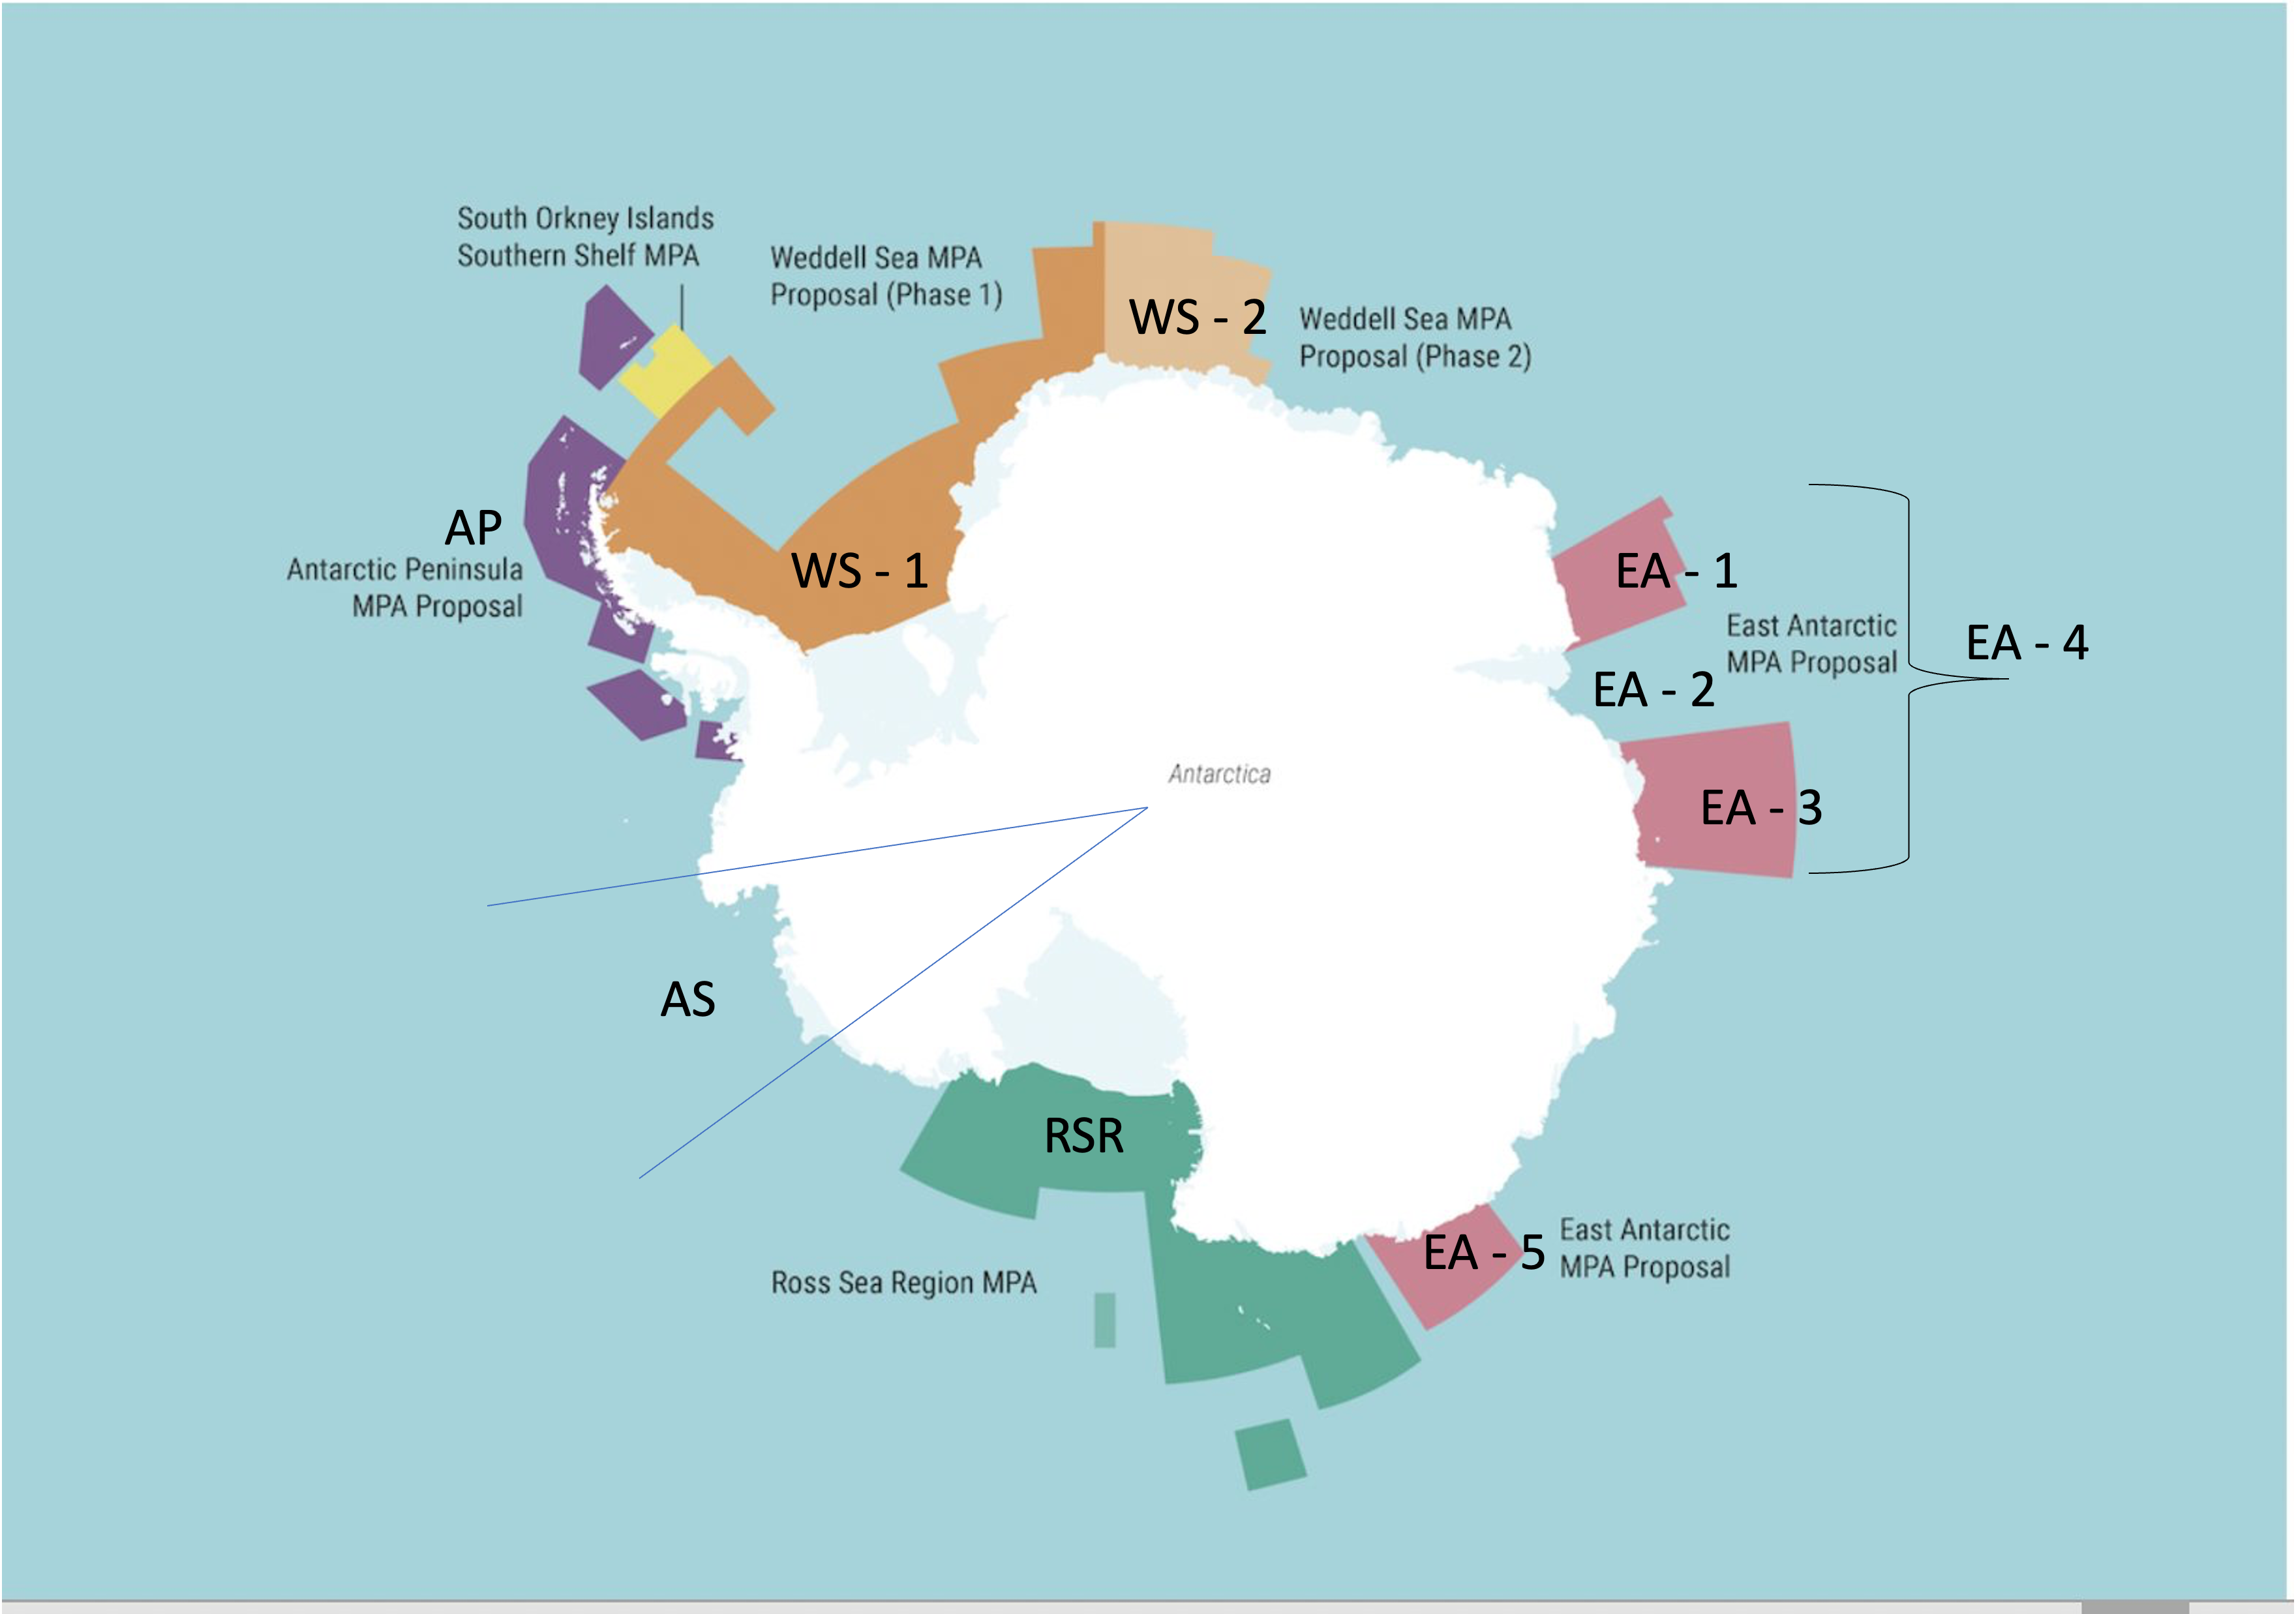 South Orkney Islands
Southern Shelf MPA
Weddell Sea MPA
Proposal (Phase 1)
WS - 2
Weddell Sea MPA
Proposal (Phase 2)
AP
Antarctic Peninsula
MPA Proposal
WS - 1
EA - 1
East Antarctic
MPA Proposal
EA - 4
EA - 2
Antarctica
EA - 3
AS
RSR
Ross Sea Region MPA
EA - 5
East Antarctic
MPA Proposal